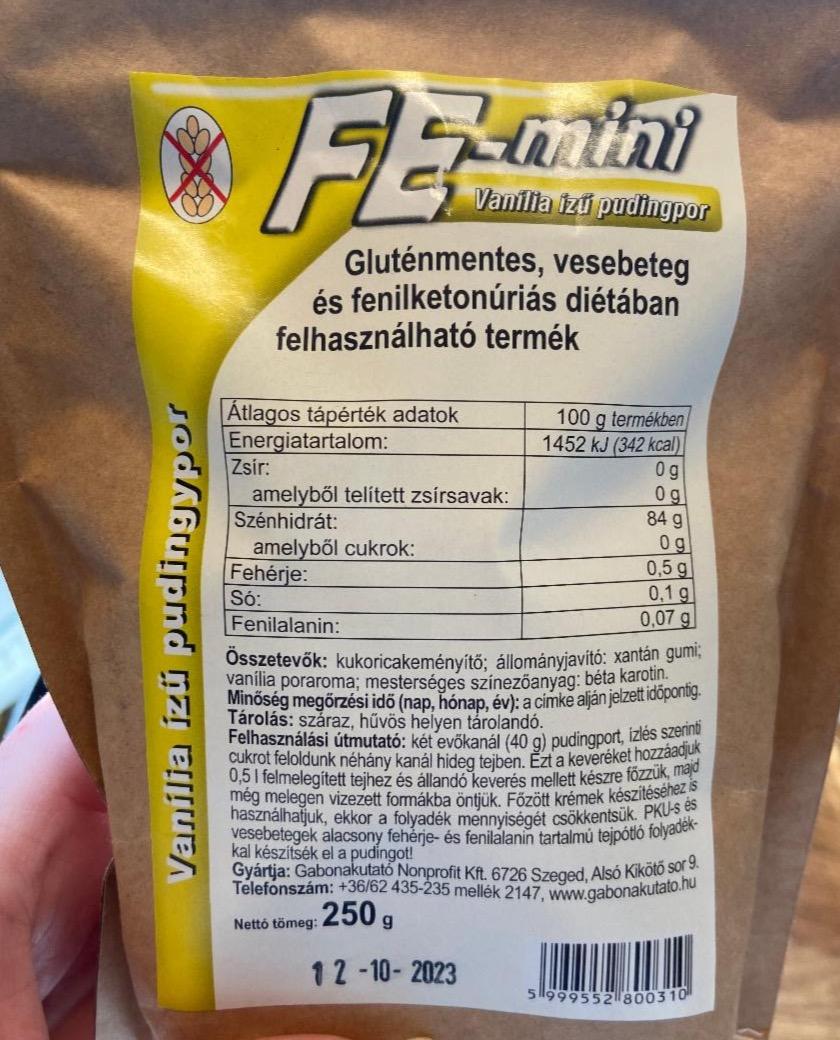 FE-mini
Vanília ízű pudingpor
Gluténmentes, vesebeteg
és fenilketonúriás diétában
felhasználható termék
Átlagos tápérték adatok 100 g termékben
Energiatartalom: 1452 kJ (342 kcal)
Zsír: 0 g
amelyből telített zsírsavak: 0 g
Szénhidrát: 84 g
amelyből cukrok: 0 g
Fehérje: 0,5 g
Só: 0,1 g
Fenilalanin: 0,07 g
Összetevők: kukoricakeményítő; állományjavító: xantán gumi;
vanília poraroma; mesterséges színezőanyag: béta karotin.
Minőség megőrzési idő (nap, hónap, év): a címke alján jelzett időpontig.
Tárolás: száraz, hűvös helyen tárolandó.
Felhasználási útmutató: két evőkanál (40 g) pudingport, izlés szerinti
cukrot feloldunk néhány kanál hideg tejben. Ezt a keveréket hozzáadjuk
0,5 l felmelegített tejhez és állandó keverés mellett készre főzzük, majd
még melegen vizezett formákba öntjük. Főzött krémek készítéséhez is
használhatjuk, ekkor a folyadék mennyiségét csökkentsük. PKU-s és
vesebetegek alacsony fehérje- és fenilalanin tartalmú tejpótló folyadék-
kal készítsék el a pudingot!
Gyártja: Gabonakutató Nonprofit Kft. 6726 Szeged, Alsó Kikötő sor 9.
Telefonszám: +36/62 435-235 mellék 2147, www.gabonakutato.hu
Nettó tömeg: 250 g
12-10-2023
5 999552 800310
Vanília ízű pudingypor